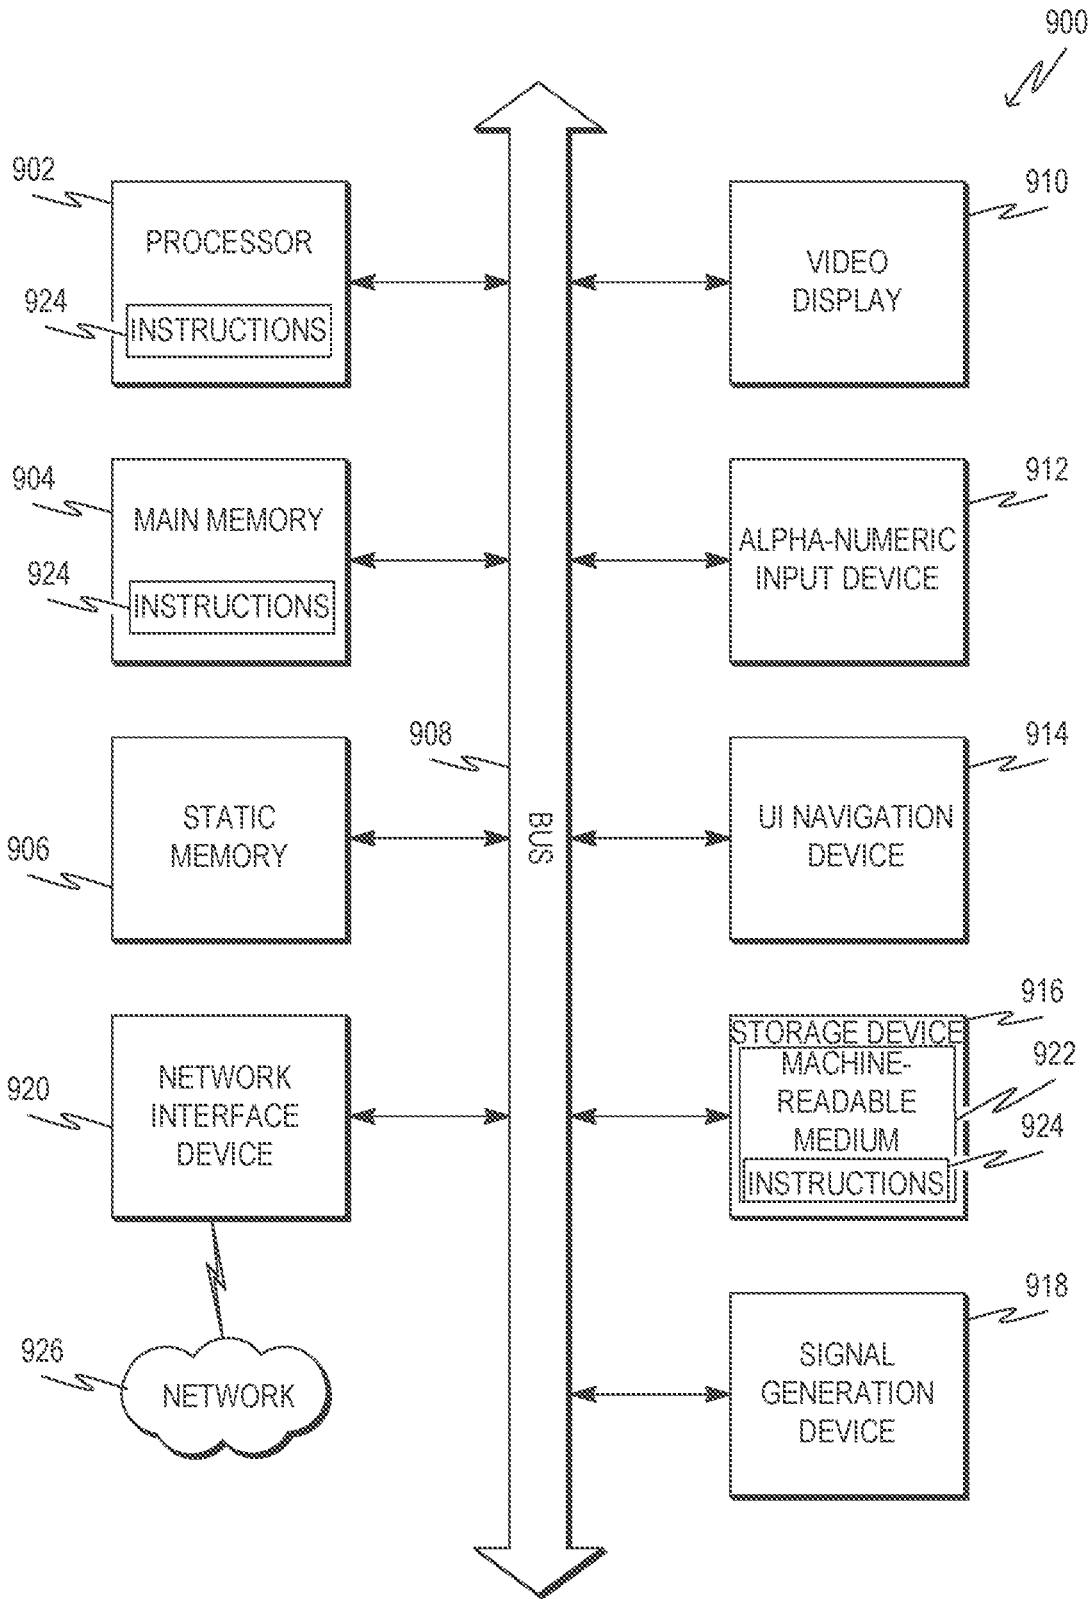 900
902
PROCESSOR
924
INSTRUCTIONS
904
MAIN MEMORY
924
INSTRUCTIONS
906
STATIC
MEMORY
920
NETWORK
INTERFACE
DEVICE
926
NETWORK
908
BUS
910
VIDEO
DISPLAY
912
ALPHA-NUMERIC
INPUT DEVICE
914
UI NAVIGATION
DEVICE
916
STORAGE DEVICE
922
MACHINE-
READABLE
MEDIUM
924
INSTRUCTIONS
918
SIGNAL
GENERATION
DEVICE